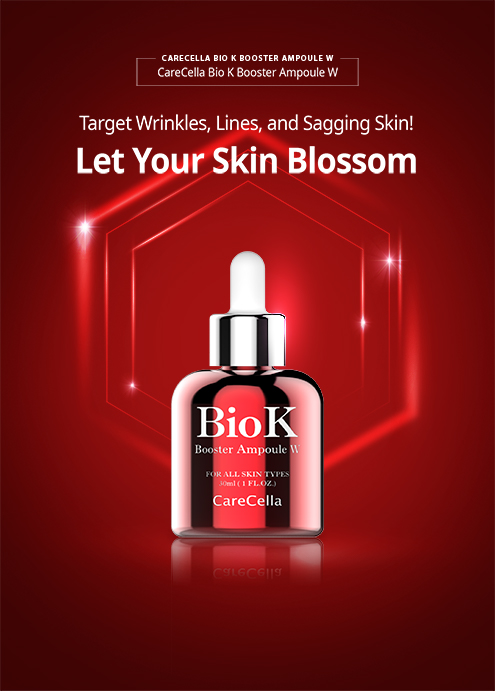 CARECELLA BIO K BOOSTER AMPOULE W
CareCella Bio K Booster Ampoule W
Target Wrinkles, Lines, and Sagging Skin!
Let Your Skin Blossom
BioK
Booster Ampoule W
FOR ALL SKIN TYPES
30ml ( 1 FL.OZ.)
CareCella